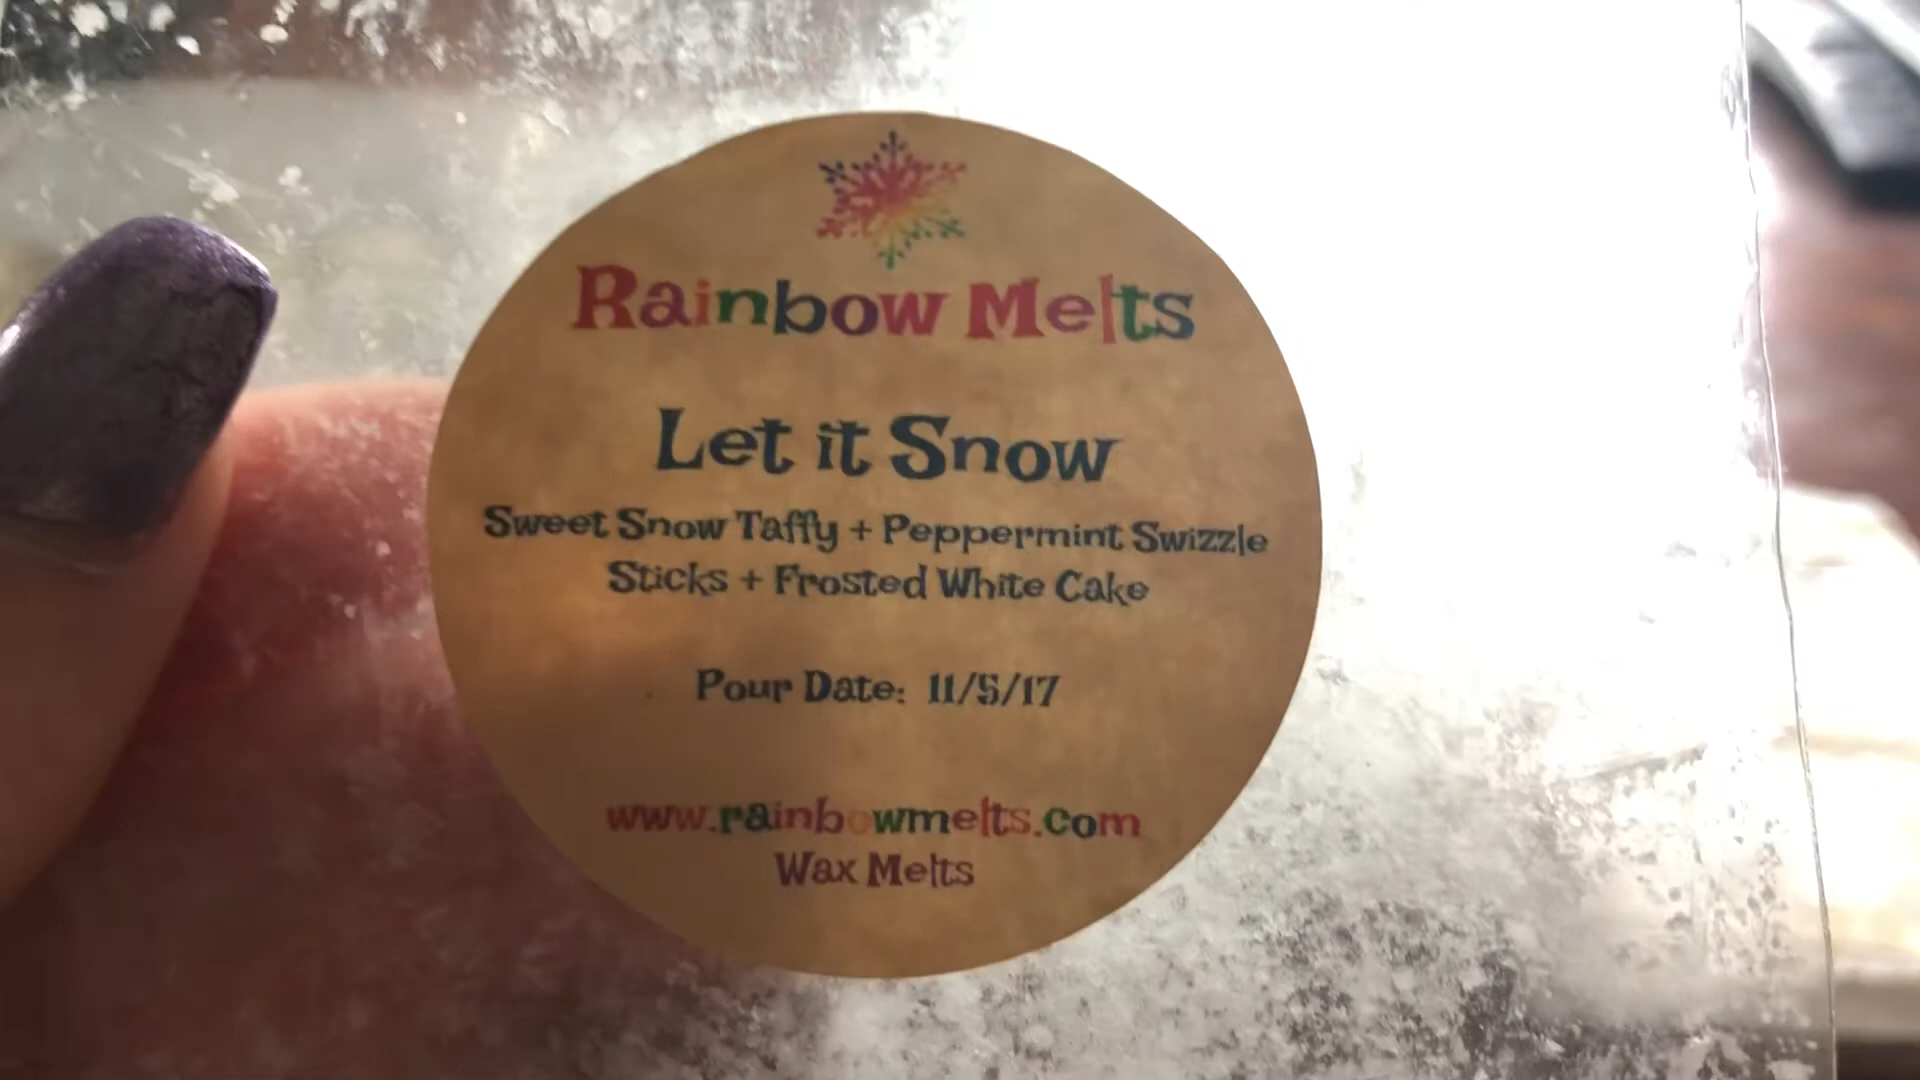 Rainbow Melts
Let it Snow
Sweet Snow Taffy + Peppermint Swizzle
Sticks + Frosted White Cake
Pour Date: 11/5/17
www.rainbowmelts.com
Wax Melts